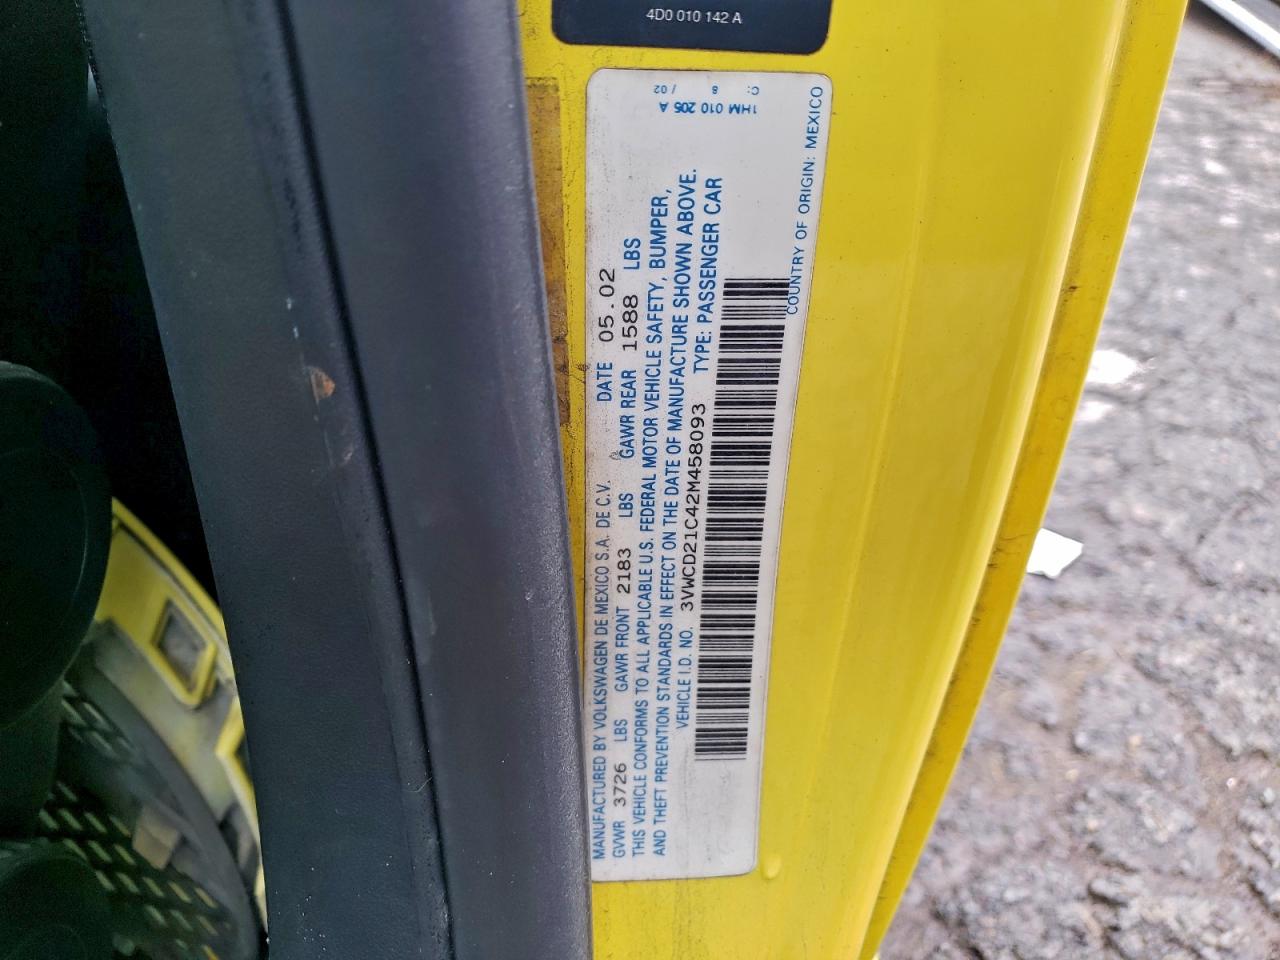 4D0 010 142 A
MANUFACTURED BY VOLKSWAGEN DE MEXICO S.A. DE C.V. DATE 05.02
GVWR 3726 LBS GAWR FRONT 2183 LBS GAWR REAR 1588 LBS
THIS VEHICLE CONFORMS TO ALL APPLICABLE U.S. FEDERAL MOTOR VEHICLE SAFETY, BUMPER,
AND THEFT PREVENTION STANDARDS IN EFFECT ON THE DATE OF MANUFACTURE SHOWN ABOVE.
VEHICLE I.D. NO. 3VWCD21C42M458093 TYPE: PASSENGER CAR
COUNTRY OF ORIGIN: MEXICO
1HM 010 205 A
C: 8 / 02